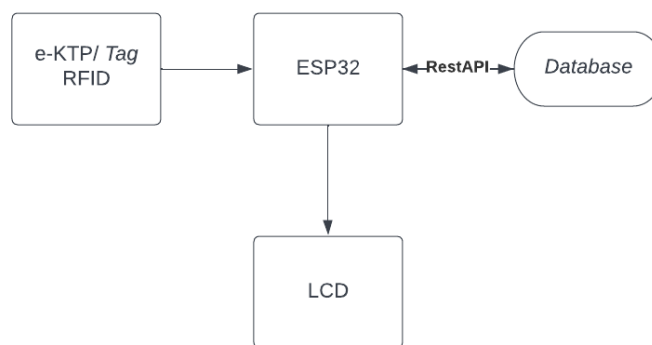 e-KTP/ Tag
RFID
ESP32
RestAPI
Database
LCD